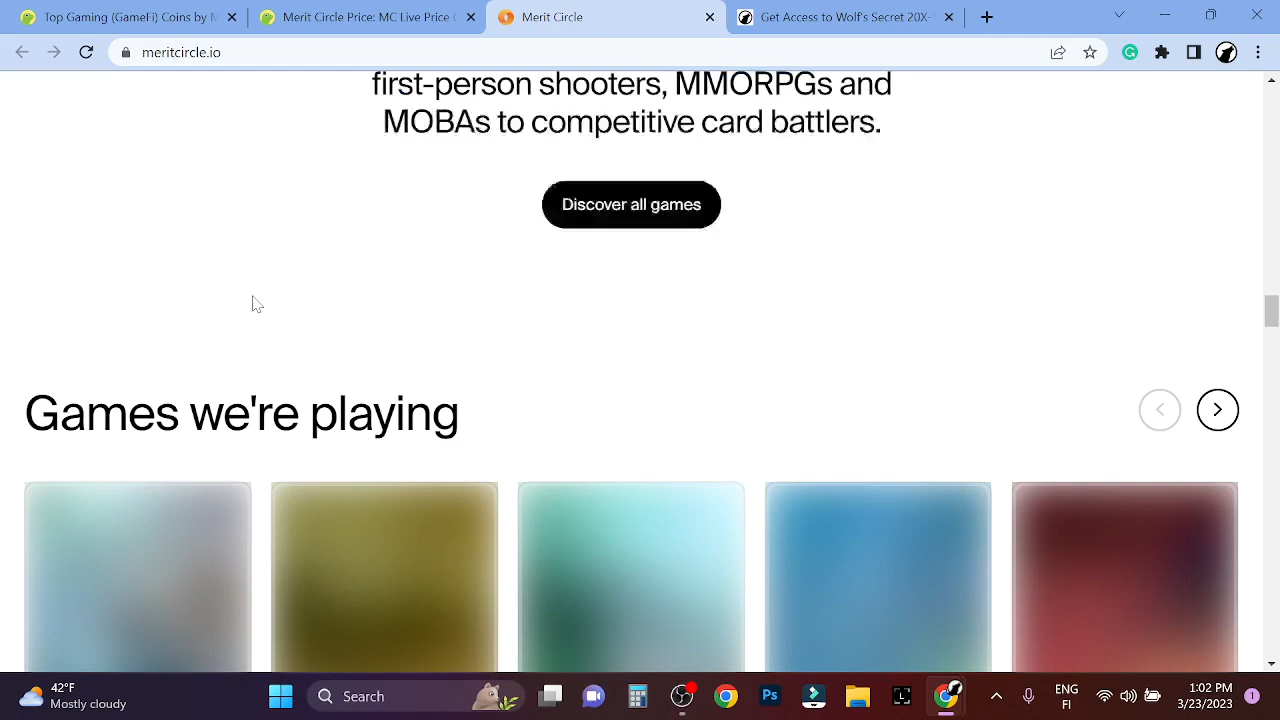 Top Gaming (GameFi) Coins by M
Merit Circle Price: MC Live Price C
Merit Circle
Get Access to Wolf's Secret 20X-
meritcircle.io
first-person shooters, MMORPGs and
MOBAs to competitive card battlers.
Discover all games
Games we're playing
42°F
Mostly cloudy
Search
Ps
ENG
FI
1:02 PM
3/23/2023
1